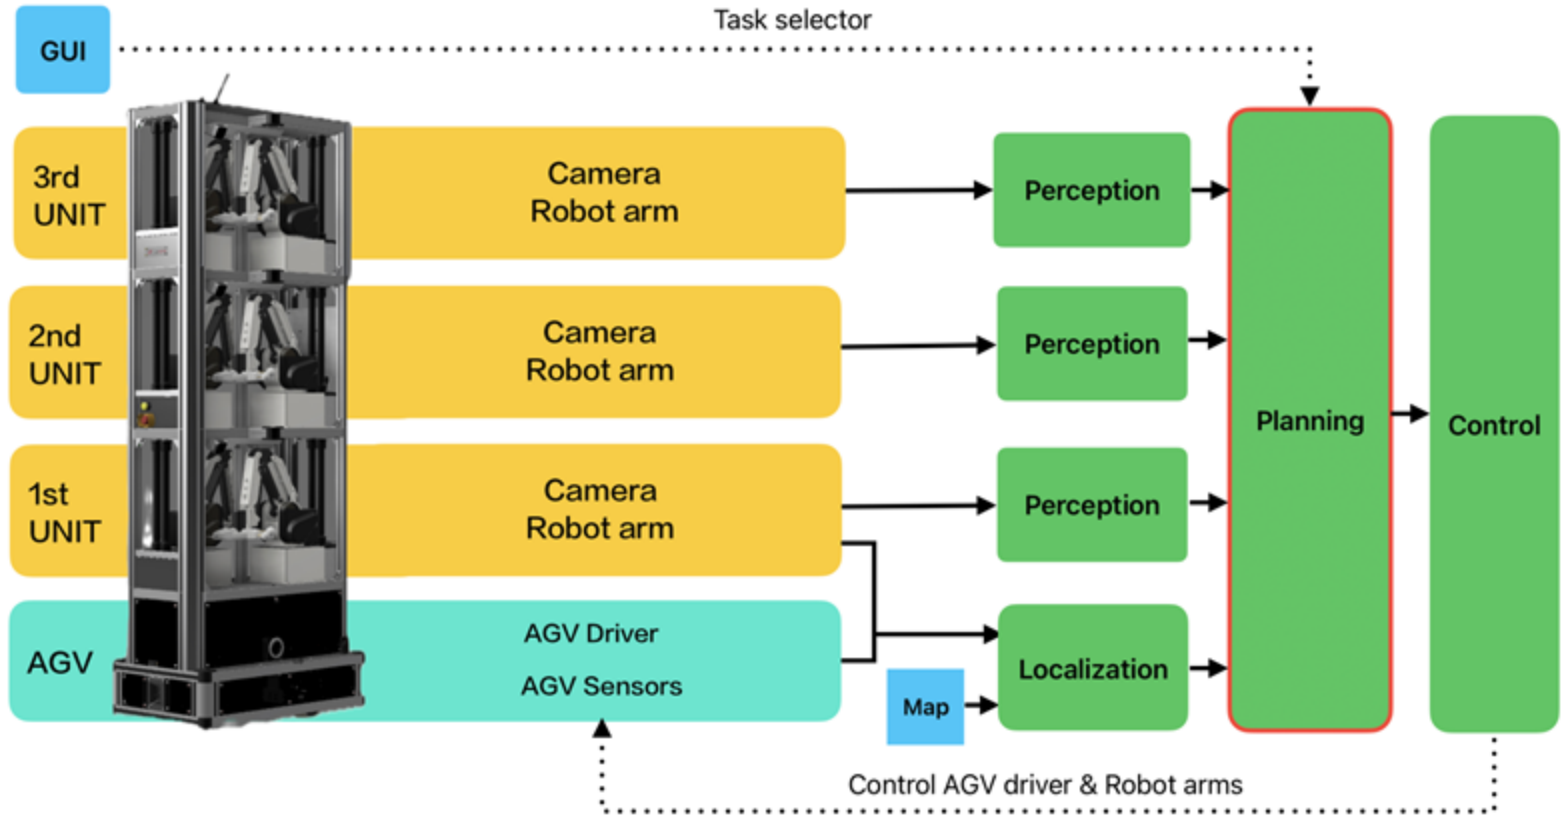 Task selector
GUI
3rd
UNIT
Camera
Robot arm
Perception
2nd
UNIT
Camera
Robot arm
Perception
Planning
Control
1st
UNIT
Camera
Robot arm
Perception
AGV
AGV Driver
AGV Sensors
Localization
Map
Control AGV driver & Robot arms